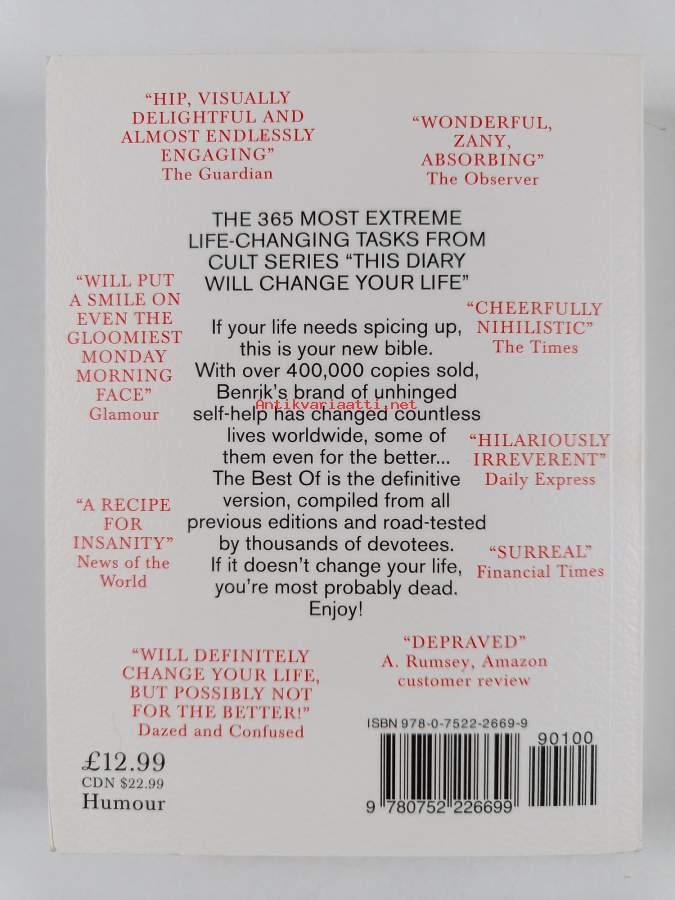 “HIP, VISUALLY
DELIGHTFUL AND
ALMOST ENDLESSLY
ENGAGING”
The Guardian
“WONDERFUL,
ZANY,
ABSORBING”
The Observer
THE 365 MOST EXTREME
LIFE-CHANGING TASKS FROM
CULT SERIES “THIS DIARY
WILL CHANGE YOUR LIFE”
“WILL PUT
A SMILE ON
EVEN THE
GLOOMIEST
MONDAY
MORNING
FACE”
Glamour
“CHEERFULLY
NIHILISTIC”
The Times
If your life needs spicing up,
this is your new bible.
With over 400,000 copies sold,
Benrik’s brand of unhinged
Antikvariaatti.net
self-help has changed countless
lives worldwide, some of
them even for the better...
The Best Of is the definitive
version, compiled from all
previous editions and road-tested
by thousands of devotees.
If it doesn’t change your life,
you’re most probably dead.
Enjoy!
“HILARIOUSLY
IRREVERENT”
Daily Express
“A RECIPE
FOR
INSANITY”
News of the
World
“SURREAL”
Financial Times
“WILL DEFINITELY
CHANGE YOUR LIFE,
BUT POSSIBLY NOT
FOR THE BETTER!”
Dazed and Confused
“DEPRAVED”
A. Rumsey, Amazon
customer review
£12.99
CDN $22.99
Humour
ISBN 978-0-7522-2669-9
90100
9 780752 226699